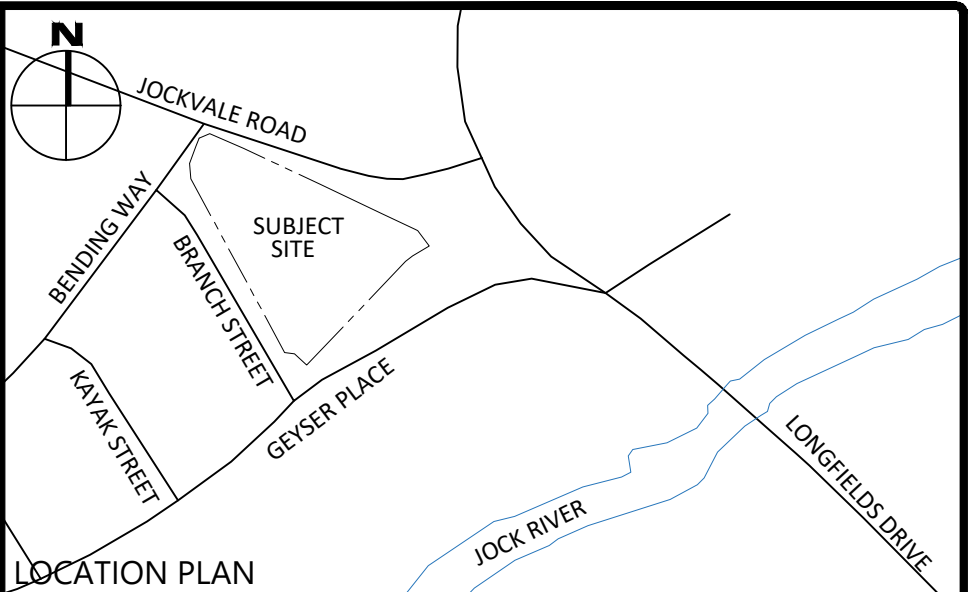 N
JOCKVALE ROAD
BENDING WAY
SUBJECT
SITE
BRANCH STREET
KAYAK STREET
GEYSER PLACE
LONGFIELDS DRIVE
JOCK RIVER
LOCATION PLAN